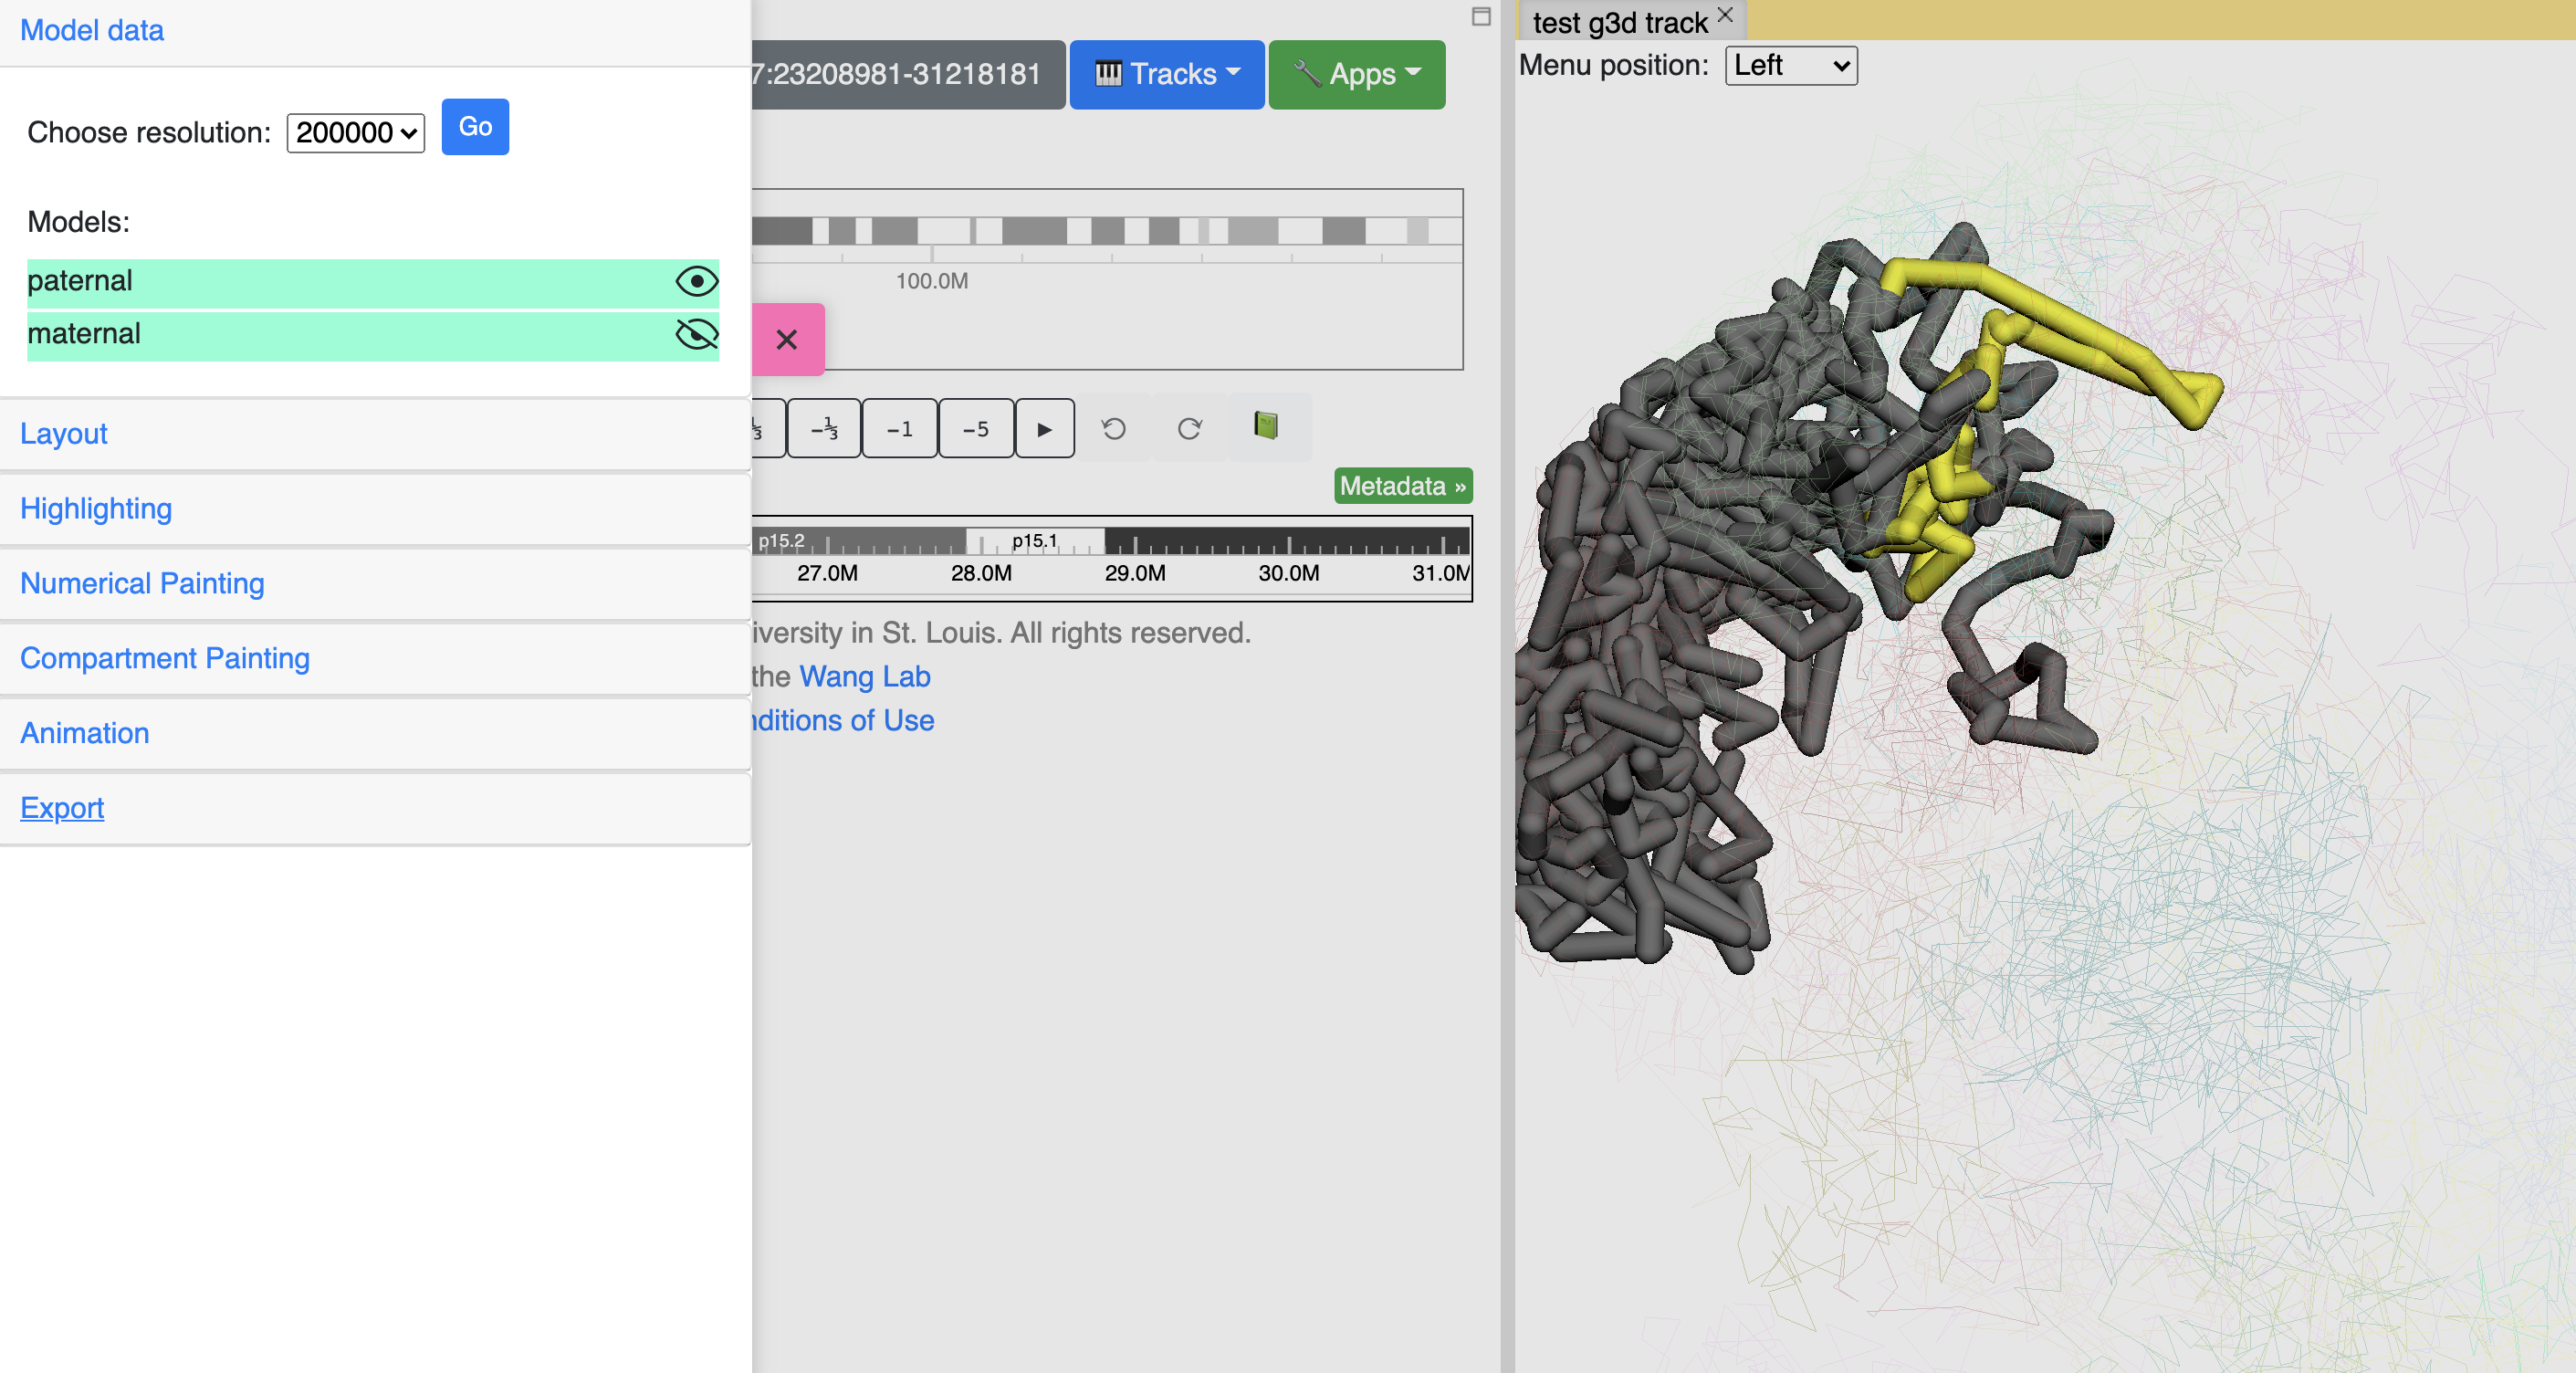 Model data
Choose resolution: 200000 Go
Models:
paternal
maternal
Layout
Highlighting
Numerical Painting
Compartment Painting
Animation
Export
7:23208981-31218181 Tracks Apps
100.0M
✕
⅓ -⅓ -1 -5 ▶
Metadata »
p15.2 p15.1
27.0M 28.0M 29.0M 30.0M 31.0M
iversity in St. Louis. All rights reserved.
the Wang Lab
nditions of Use
test g3d track
Menu position: Left